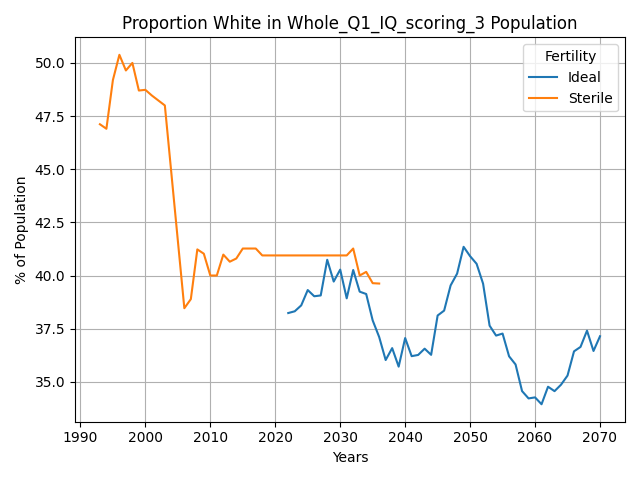 Proportion White in Whole_Q1_IQ_scoring_3 Population
Fertility
Ideal
Sterile
% of Population
50.0
47.5
45.0
42.5
40.0
37.5
35.0
1990 2000 2010 2020 2030 2040 2050 2060 2070
Years